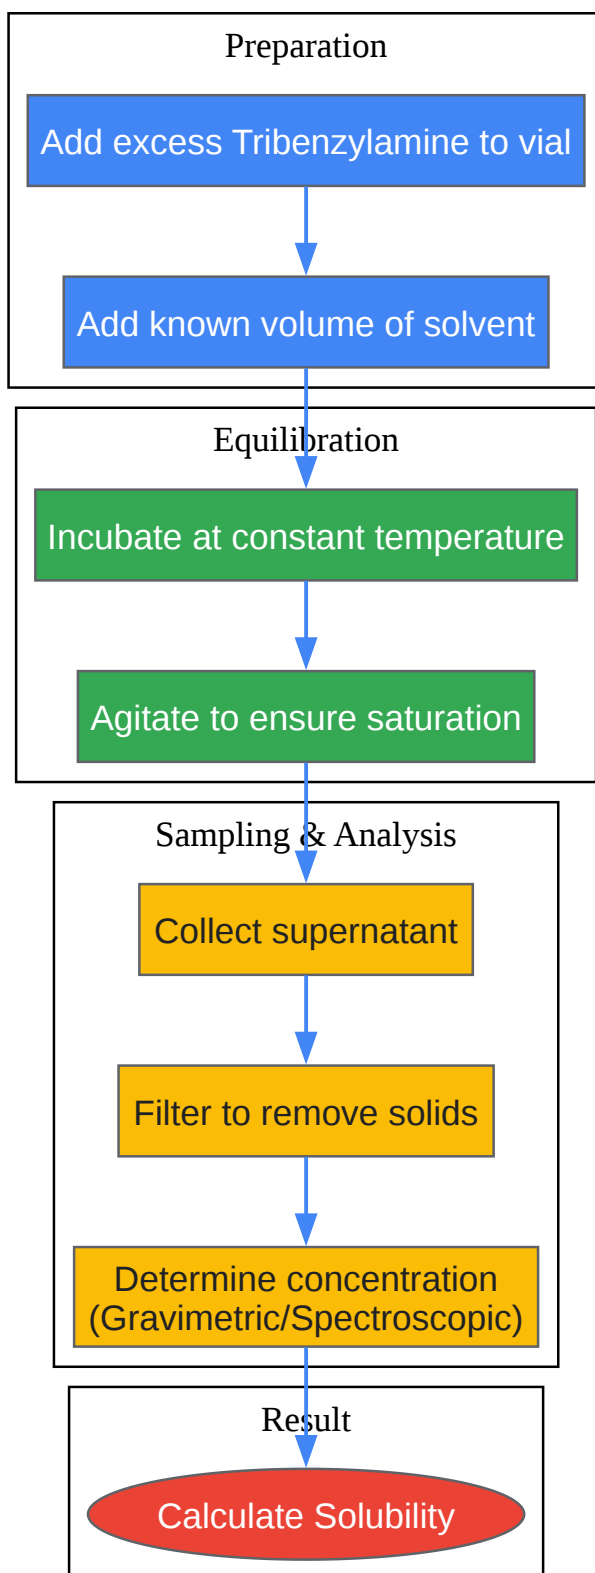 Preparation
Add excess Tribenzylamine to vial
Add known volume of solvent
Equilibration
Incubate at constant temperature
Agitate to ensure saturation
Sampling & Analysis
Collect supernatant
Filter to remove solids
Determine concentration
(Gravimetric/Spectroscopic)
Result
Calculate Solubility